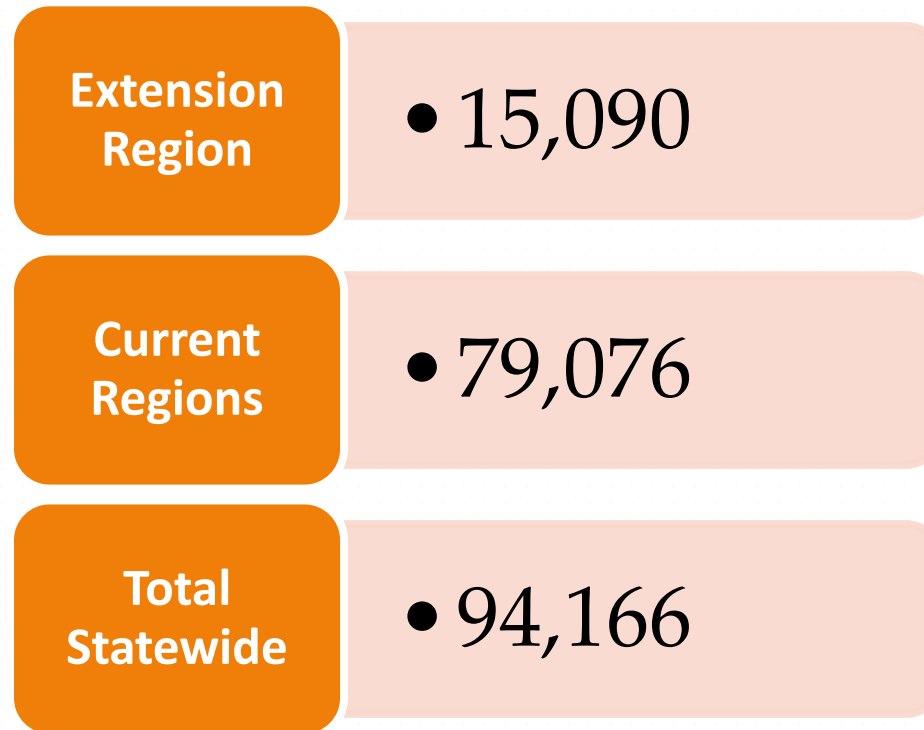 Extension
Region
• 15,090
Current
Regions
• 79,076
Total
Statewide
• 94,166